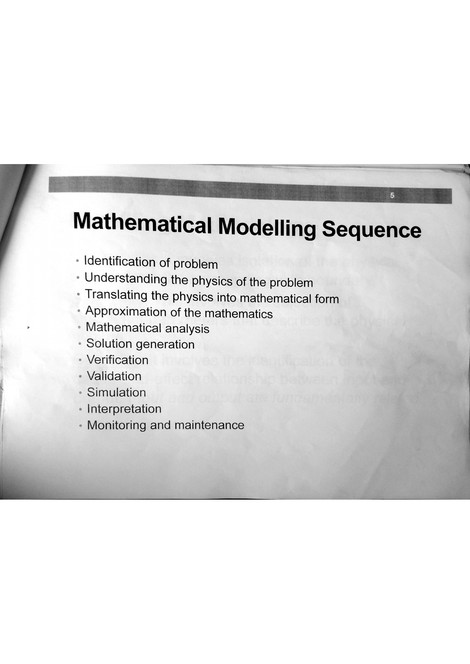 5
Mathematical Modelling Sequence
• Identification of problem
• Understanding the physics of the problem
• Translating the physics into mathematical form
• Approximation of the mathematics
• Mathematical analysis
• Solution generation
• Verification
• Validation
• Simulation
• Interpretation
• Monitoring and maintenance